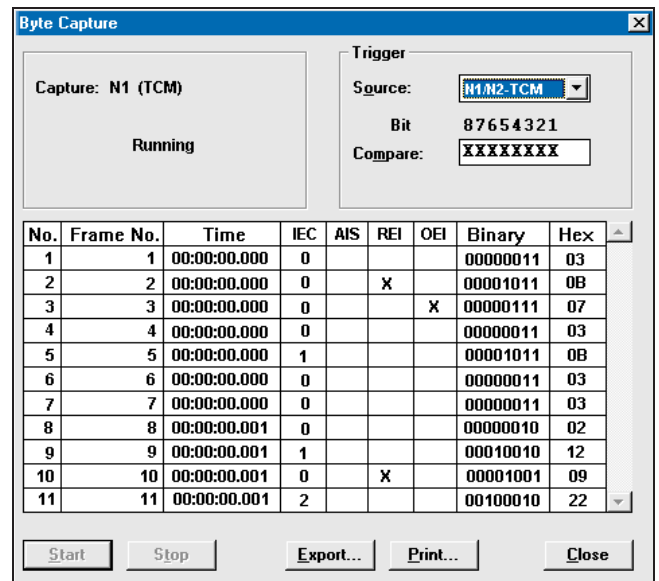 Byte Capture
Capture: N1 (TCM)
Running
Trigger
Source: N1/N2-TCM
Bit 87654321
Compare: XXXXXXXX
No. Frame No. Time IEC AIS REI OEI Binary Hex
1 1 00:00:00.000 0 00000011 03
2 2 00:00:00.000 0 X 00001011 0B
3 3 00:00:00.000 0 X 00000111 07
4 4 00:00:00.000 0 00000011 03
5 5 00:00:00.000 1 00001011 0B
6 6 00:00:00.000 0 00000011 03
7 7 00:00:00.000 0 00000011 03
8 8 00:00:00.001 0 00000010 02
9 9 00:00:00.001 1 00010010 12
10 10 00:00:00.001 0 X 00001001 09
11 11 00:00:00.001 2 00100010 22
Start Stop Export... Print... Close